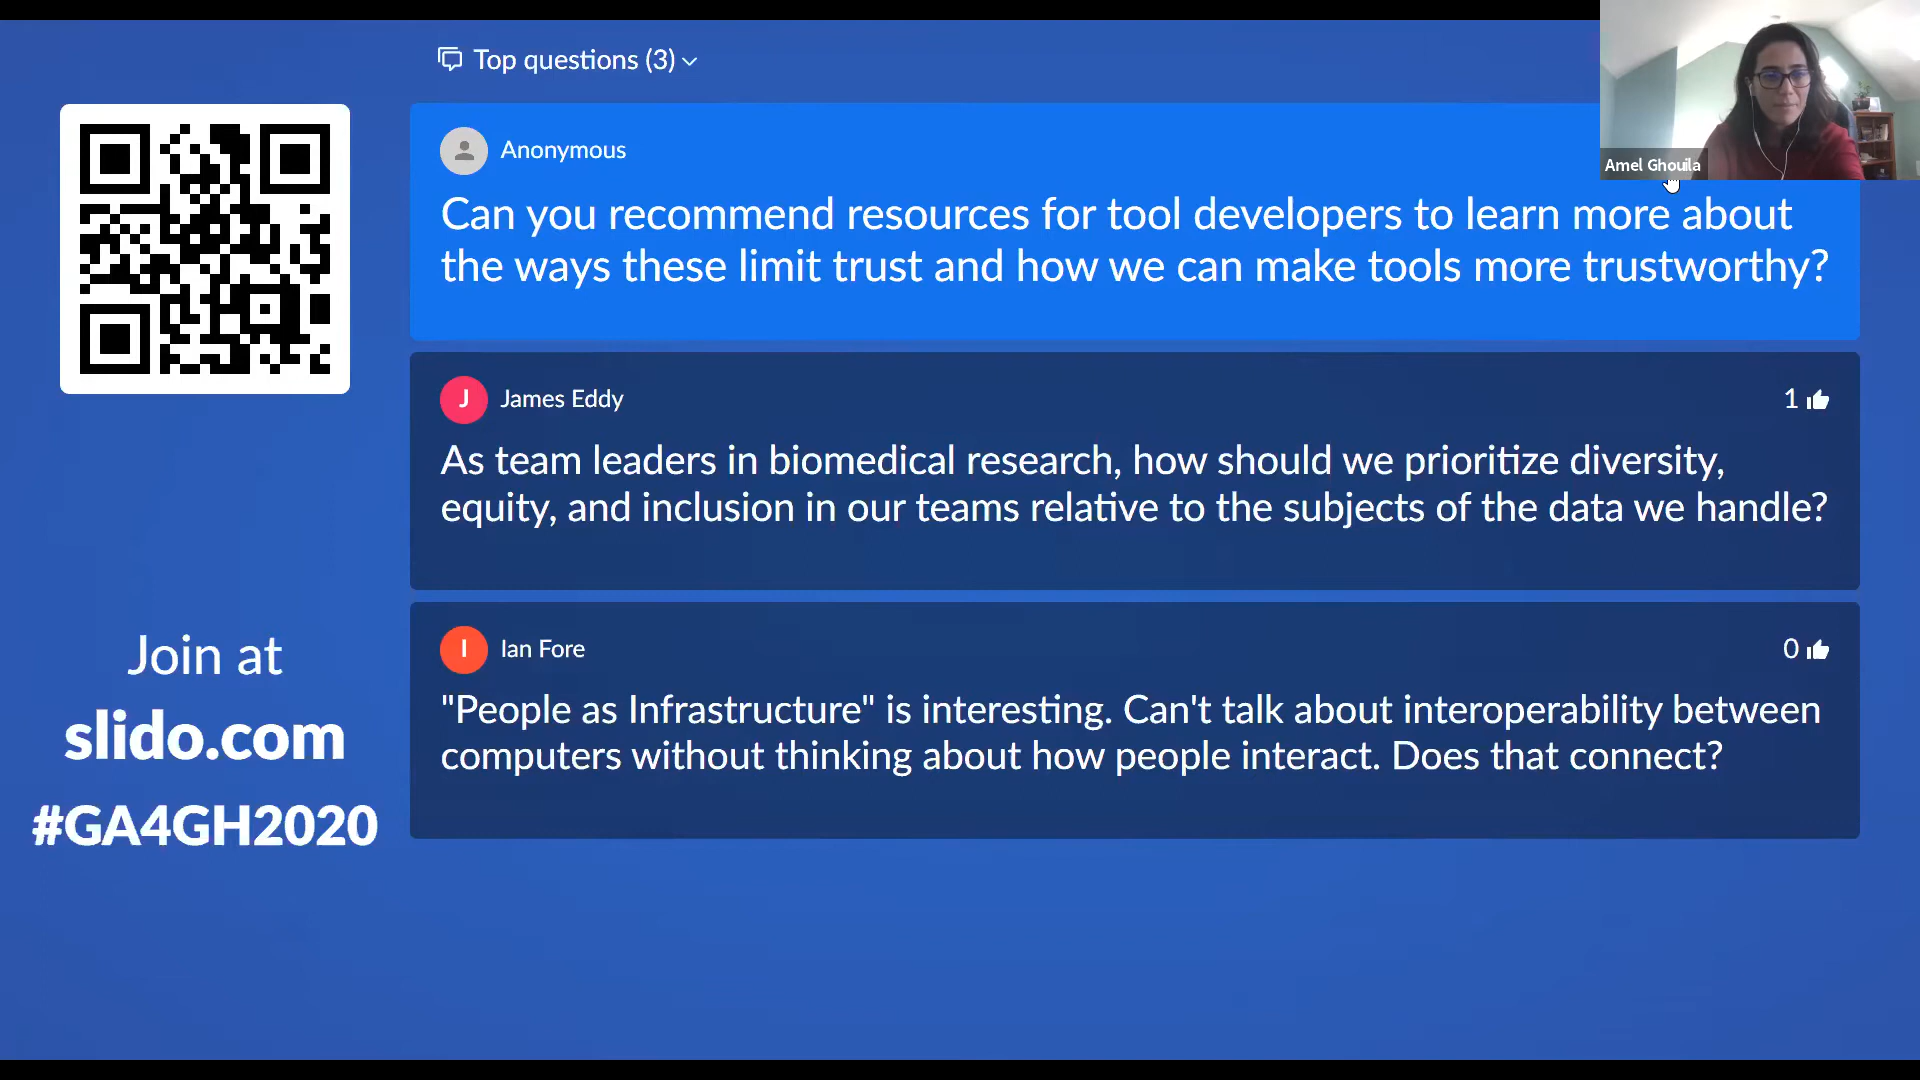 Top questions (3)
Amel Ghouila
Anonymous
Can you recommend resources for tool developers to learn more about
the ways these limit trust and how we can make tools more trustworthy?
J
James Eddy
1
As team leaders in biomedical research, how should we prioritize diversity,
equity, and inclusion in our teams relative to the subjects of the data we handle?
I
Ian Fore
0
"People as Infrastructure" is interesting. Can't talk about interoperability between
computers without thinking about how people interact. Does that connect?
Join at
slido.com
#GA4GH2020